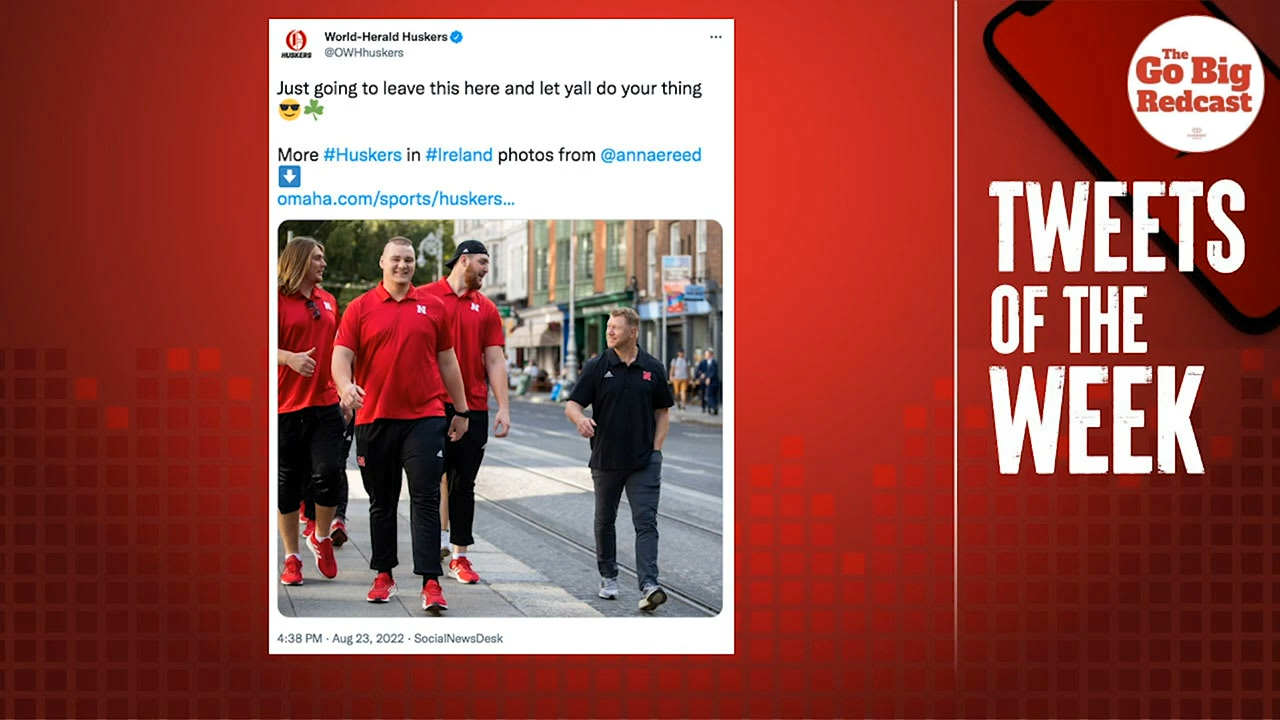 World-Herald Huskers
@OWHhuskers
HUSKERS
Just going to leave this here and let yall do your thing
😎☘️
More #Huskers in #Ireland photos from @annaereed
⬇️
omaha.com/sports/huskers...
N
N
N
4:38 PM · Aug 23, 2022 · SocialNewsDesk
The
Go Big
Redcast
TWEETS
OF THE
WEEK